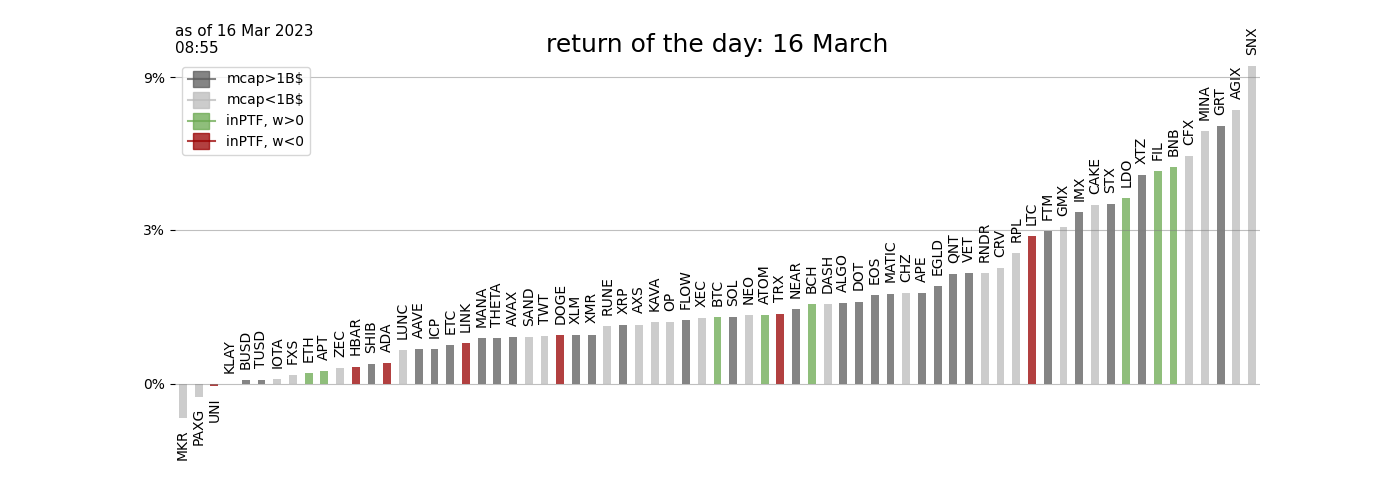 as of 16 Mar 2023
08:55
return of the day: 16 March
mcap>1B$
mcap<1B$
inPTF, w>0
inPTF, w<0
9%
3%
0%
MKR
PAXG
UNI
KLAY
BUSD
TUSD
IOTA
FXS
ETH
APT
ZEC
HBAR
SHIB
ADA
LUNC
AAVE
ICP
ETC
LINK
MANA
THETA
AVAX
SAND
TWT
DOGE
XLM
XMR
RUNE
XRP
AXS
KAVA
OP
FLOW
XEC
BTC
SOL
NEO
ATOM
TRX
NEAR
BCH
DASH
ALGO
DOT
EOS
MATIC
CHZ
APE
EGLD
QNT
VET
RNDR
CRV
RPL
LTC
FTM
GMX
IMX
CAKE
STX
LDO
XTZ
FIL
BNB
CFX
MINA
GRT
AGIX
SNX